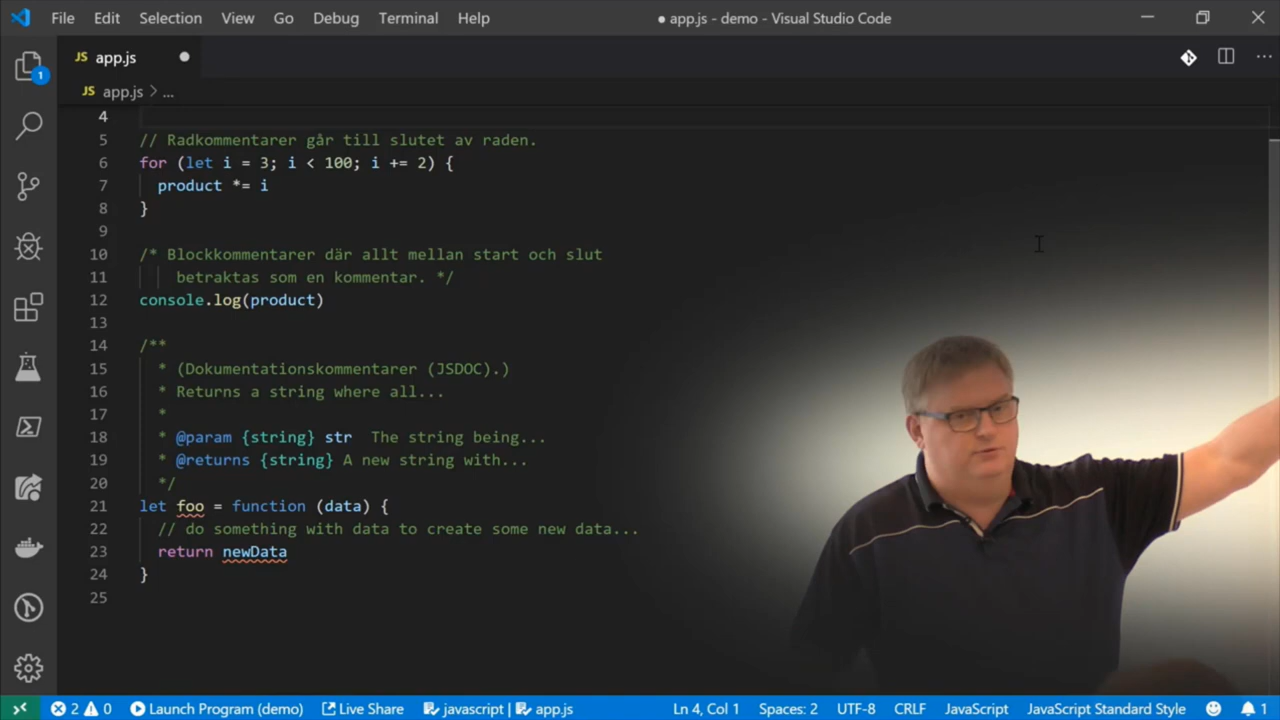 File Edit Selection View Go Debug Terminal Help ● app.js - demo - Visual Studio Code
JS app.js ●
JS app.js > ...
1
4
5 // Radkommentarer går till slutet av raden.
6 for (let i = 3; i < 100; i += 2) {
7 product *= i
8 }
9
10 /* Blockkommentarer där allt mellan start och slut
11 betraktas som en kommentar. */
12 console.log(product)
13
14 /**
15 * (Dokumentationskommentarer (JSDOC).)
16 * Returns a string where all...
17 *
18 * @param {string} str The string being...
19 * @returns {string} A new string with...
20 */
21 let foo = function (data) {
22 // do something with data to create some new data...
23 return newData
24 }
25
2 0 Launch Program (demo) Live Share javascript | app.js Ln 4, Col 1 Spaces: 2 UTF-8 CRLF JavaScript JavaScript Standard Style 1